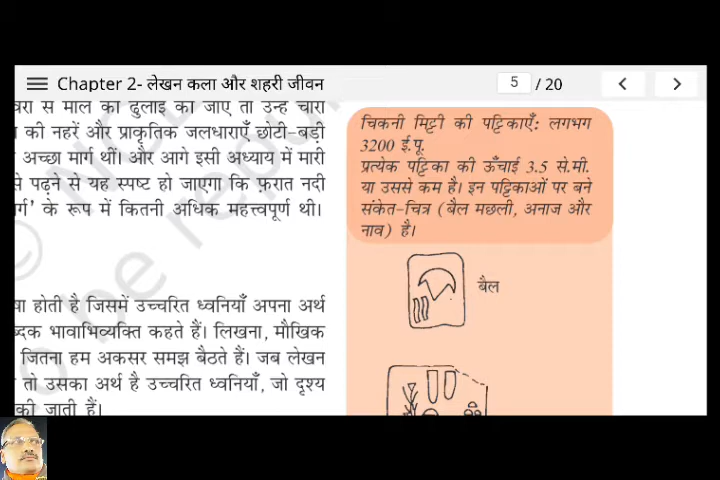 Chapter 2- लेखन कला और शहरी जीवन
5 / 20
माल की ढुलाई की जाए तो उन्हें चारा
की नहरें और प्राकृतिक जलधाराएँ छोटी-बड़ी
अच्छा मार्ग थीं। और आगे इसी अध्याय में मारी
से पढ़ने से यह स्पष्ट हो जाएगा कि फ़रात नदी
के रूप में कितनी अधिक महत्त्वपूर्ण थी।
होती है जिसमें उच्चरित ध्वनियाँ अपना अर्थ
भावाभिव्यक्ति कहते हैं। लिखना, मौखिक
जितना हम अकसर समझ बैठते हैं। जब लेखन
तो उसका अर्थ है उच्चरित ध्वनियाँ, जो दृश्य
की जाती हैं।
चिकनी मिट्टी की पट्टिकाएँ: लगभग
3200 ई.पू.
प्रत्येक पट्टिका की ऊँचाई 3.5 से.मी.
या उससे कम है। इन पट्टिकाओं पर बने
संकेत-चित्र (बैल मछली, अनाज और
नाव) है।
बैल